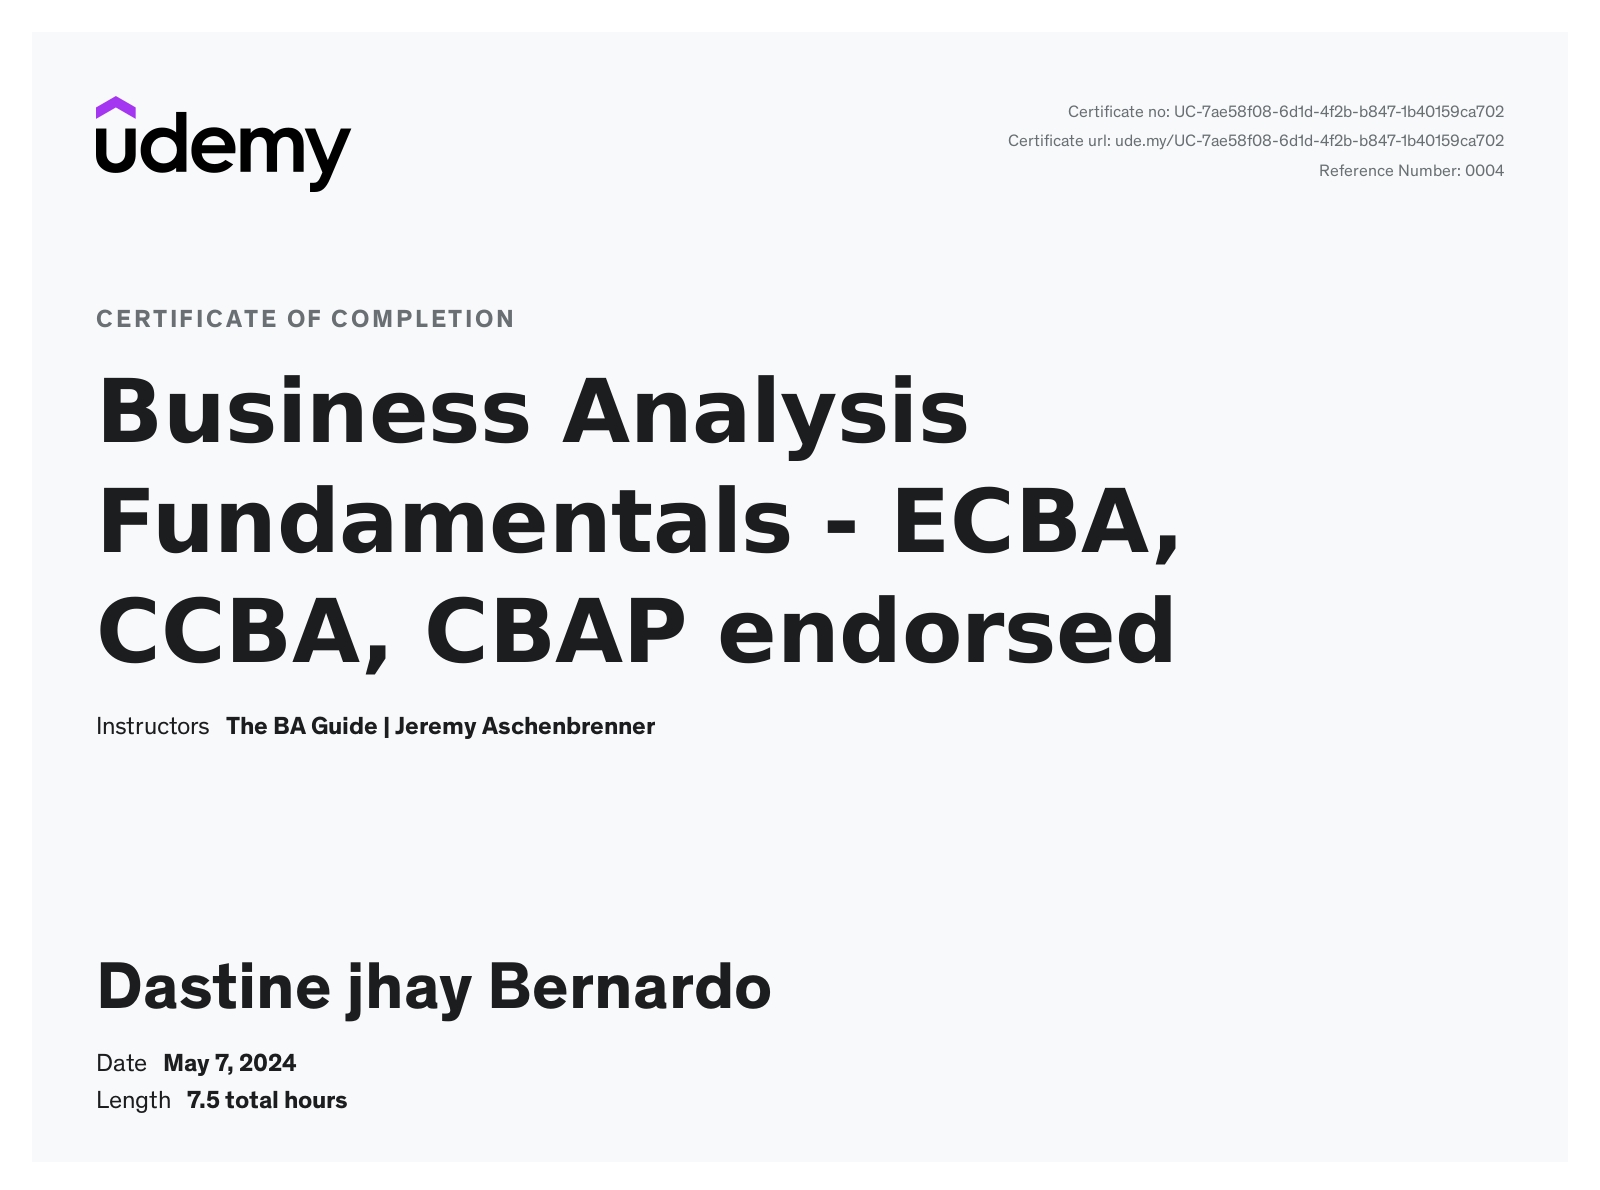 udemy
Certificate no: UC-7ae58f08-6d1d-4f2b-b847-1b40159ca702
Certificate url: ude.my/UC-7ae58f08-6d1d-4f2b-b847-1b40159ca702
Reference Number: 0004
CERTIFICATE OF COMPLETION
Business Analysis
Fundamentals - ECBA,
CCBA, CBAP endorsed
Instructors The BA Guide | Jeremy Aschenbrenner
Dastine jhay Bernardo
Date May 7, 2024
Length 7.5 total hours